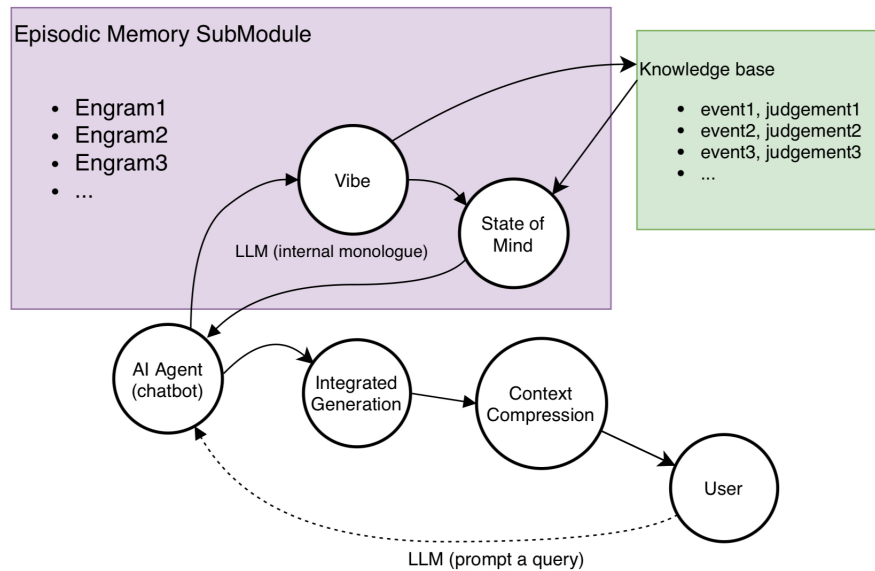 Episodic Memory SubModule
• Engram1
• Engram2
• Engram3
• ...
Knowledge base
• event1, judgement1
• event2, judgement2
• event3, judgement3
• ...
Vibe
State of
Mind
LLM (internal monologue)
AI Agent
(chatbot)
Integrated
Generation
Context
Compression
User
LLM (prompt a query)